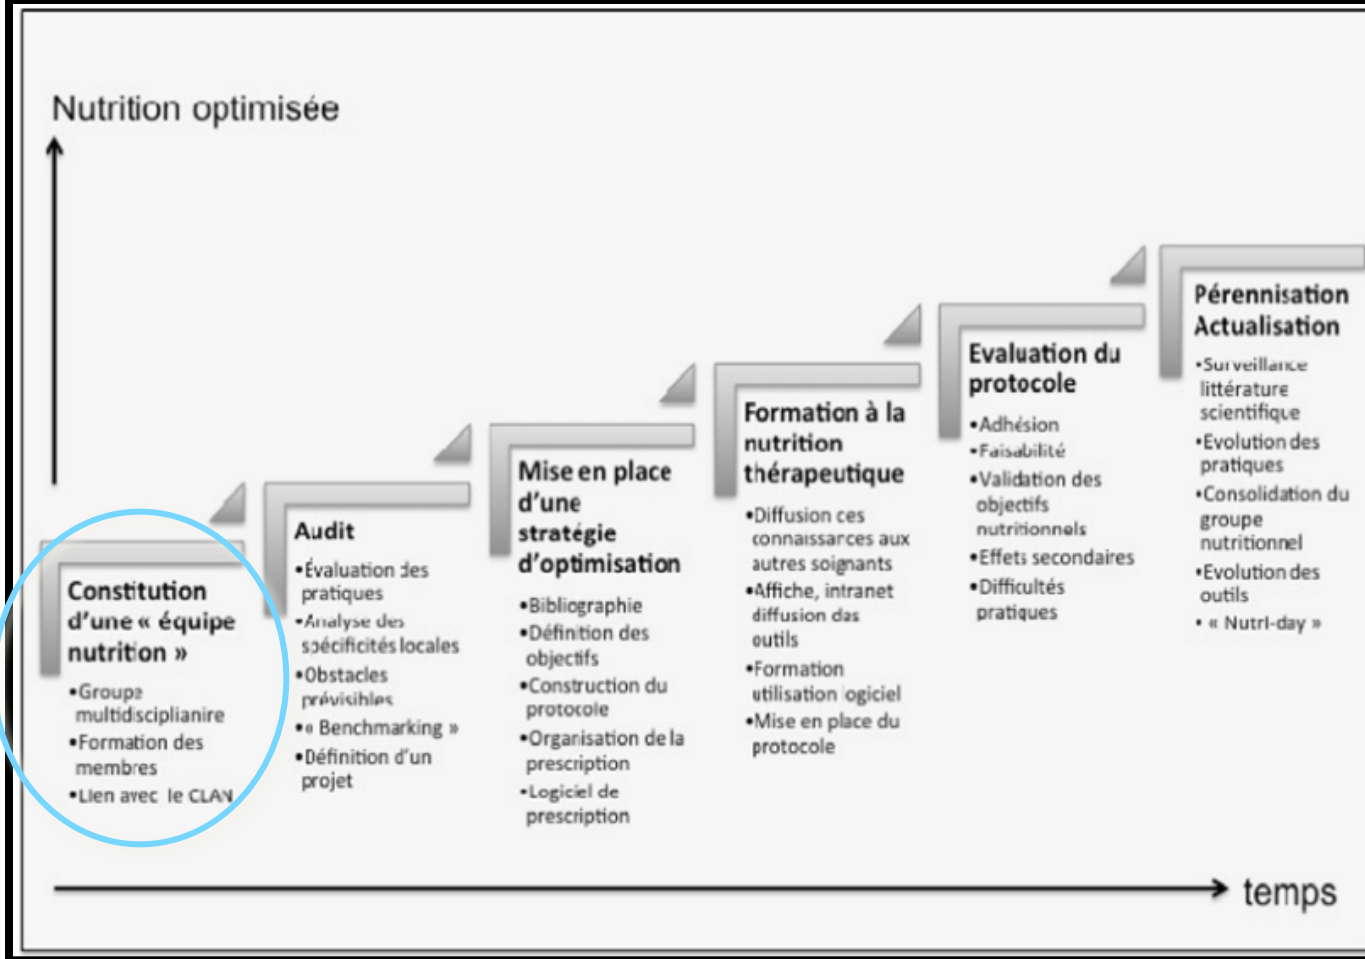 Nutrition optimisée
Constitution
d'une « équipe
nutrition »
•Groupe
multidisciplianire
•Formation des
membres
•Lien avec le CLAN
Audit
•Évaluation des
pratiques
•Analyse des
spécificités locales
•Obstacles
prévisibles
•« Benchmarking »
•Définition d'un
projet
Mise en place
d'une
stratégie
d'optimisation
•Bibliographie
•Définition des
objectifs
•Construction du
protocole
•Organisation de la
prescription
•Logiciel de
prescription
Formation à la
nutrition
thérapeutique
•Diffusion ces
connaissances aux
autres soignants
•Affiche, intranet
diffusion das
outils
•Formation
utilisation logiciel
•Mise en place du
protocole
Evaluation du
protocole
•Adhésion
•Faisabilité
•Validation des
objectifs
nutritionnels
•Effets secondaires
•Difficultés
pratiques
Pérennisation
Actualisation
•Surveillance
littérature
scientifique
•Evolution des
pratiques
•Consolidation du
groupe
nutritionnel
•Evolution des
outils
• « Nutri-day »
temps